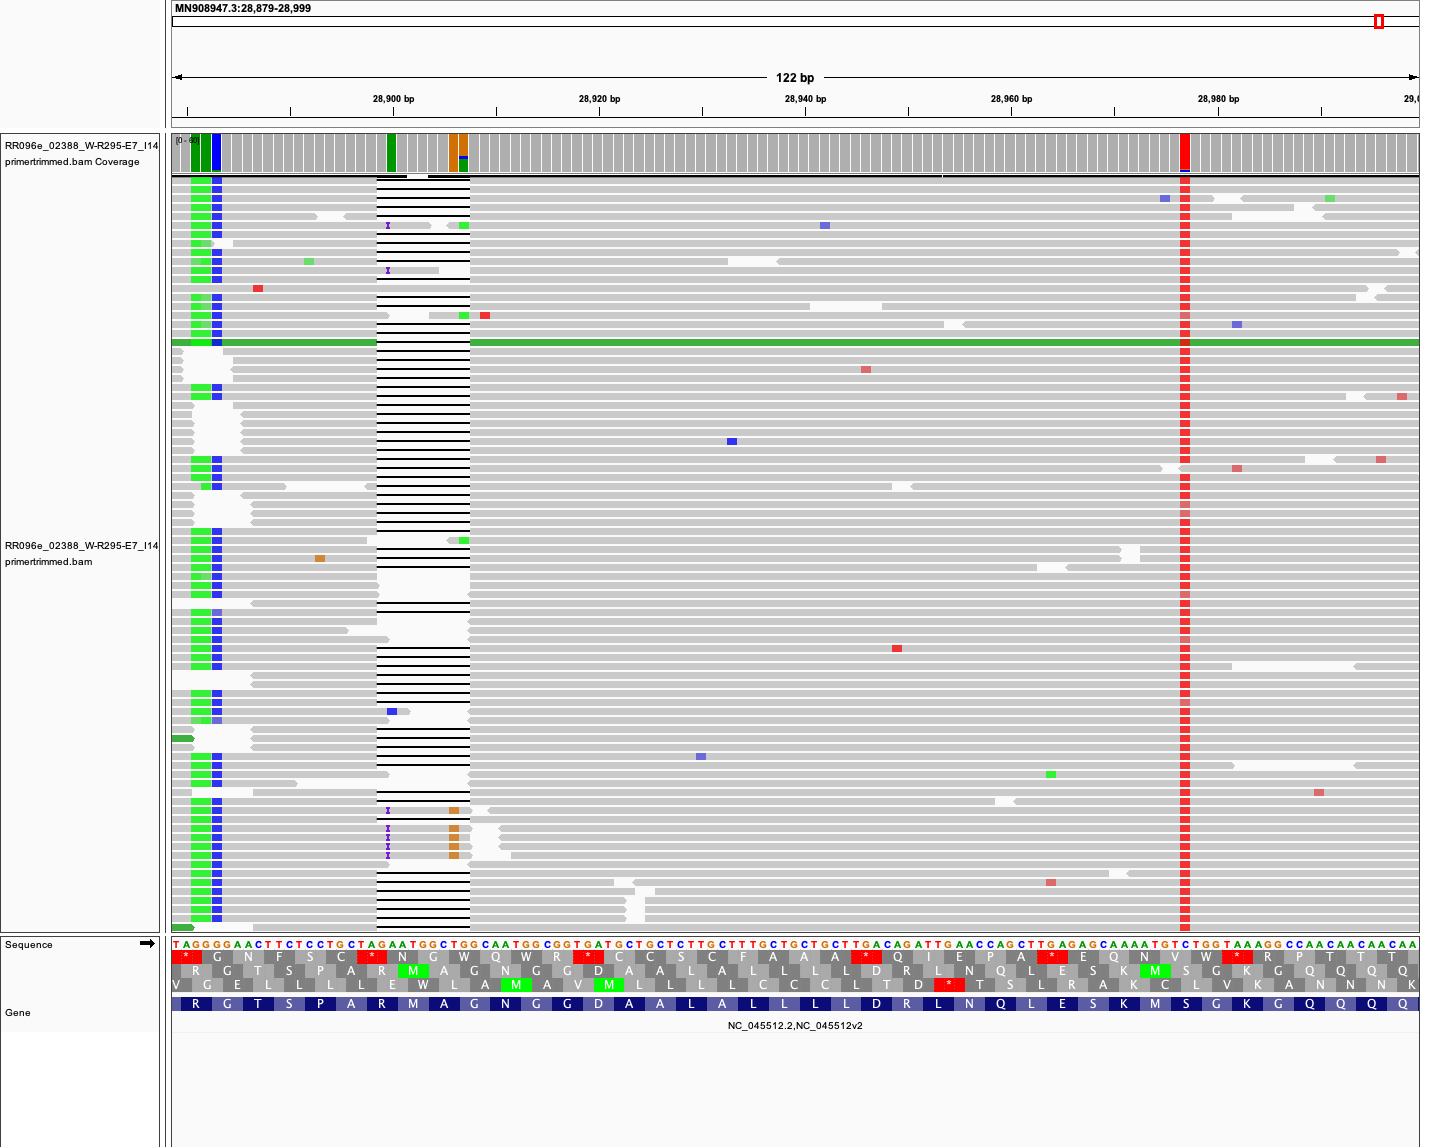 MN908947.3:28,879-28,999
122 bp
28,900 bp 28,920 bp 28,940 bp 28,960 bp 28,980 bp 29,0
RR096e_02388_W-R295-E7_I14
primertrimmed.bam Coverage
[0 - 60]
RR096e_02388_W-R295-E7_I14
primertrimmed.bam
Sequence
TAGGGGAACTTCTCCTGCTAGAATGGCTGGCAATGGCGGTGATGCTGCTCTTGCTTTGCTGCTGCTTGACAGATTGAACCAGCTTGAGAGCAAAATGTCTGGTAAAGGCCAACAACAACAA
* G N F S C * N G W Q W R * C C S C F A A A * Q I E P A * E Q N V W * R P T T T
R G T S P A R M A G N G G D A A L A L L L L D R L N Q L E S K M S G K G Q Q Q Q
V G E L L L L E W L A M A V M L L L L C C C L T D * T S L R A K C L V K A N N N K
Gene
R G T S P A R M A G N G G D A A L A L L L L D R L N Q L E S K M S G K G Q Q Q Q
NC_045512.2,NC_045512v2